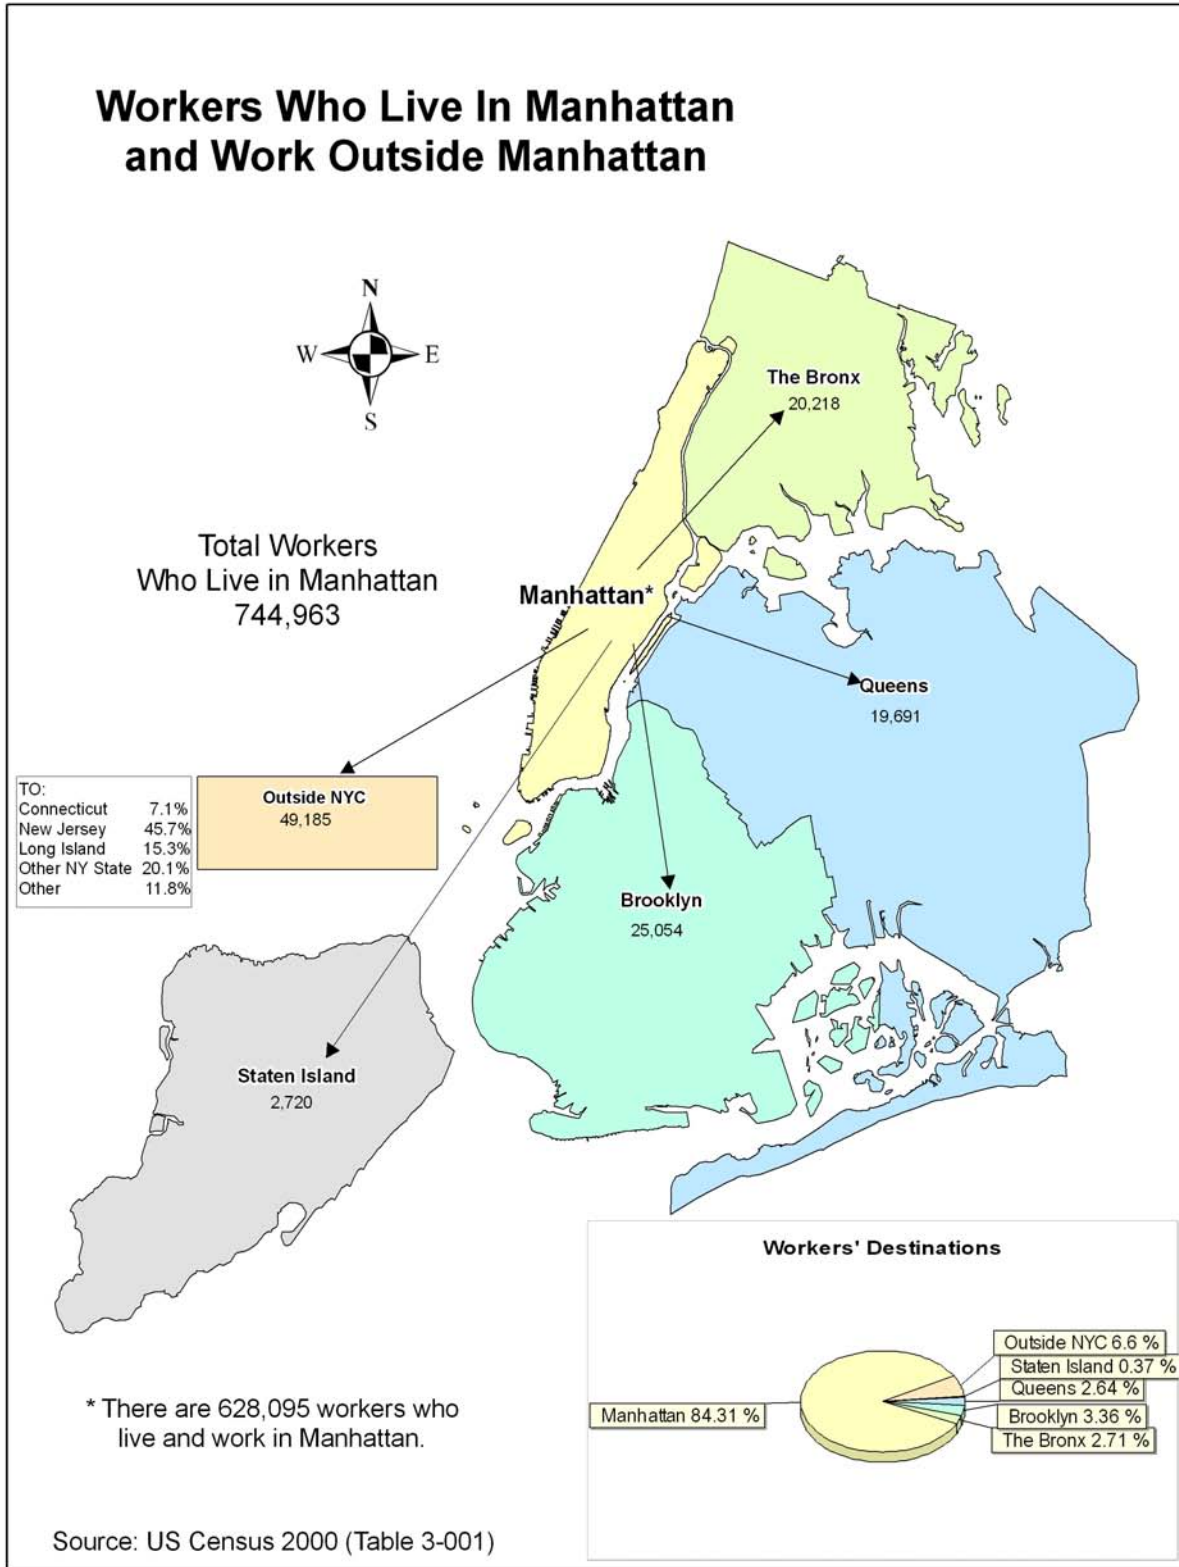 Workers Who Live In Manhattan
and Work Outside Manhattan
N
W
E
S
The Bronx
20,218
Total Workers
Who Live in Manhattan
744,963
Manhattan*
Queens
19,691
TO:
Connecticut 7.1%
New Jersey 45.7%
Long Island 15.3%
Other NY State 20.1%
Other 11.8%
Outside NYC
49,185
Brooklyn
25,054
Staten Island
2,720
Workers' Destinations
Outside NYC 6.6 %
Staten Island 0.37 %
Queens 2.64 %
Manhattan 84.31 %
Brooklyn 3.36 %
The Bronx 2.71 %
* There are 628,095 workers who
live and work in Manhattan.
Source: US Census 2000 (Table 3-001)